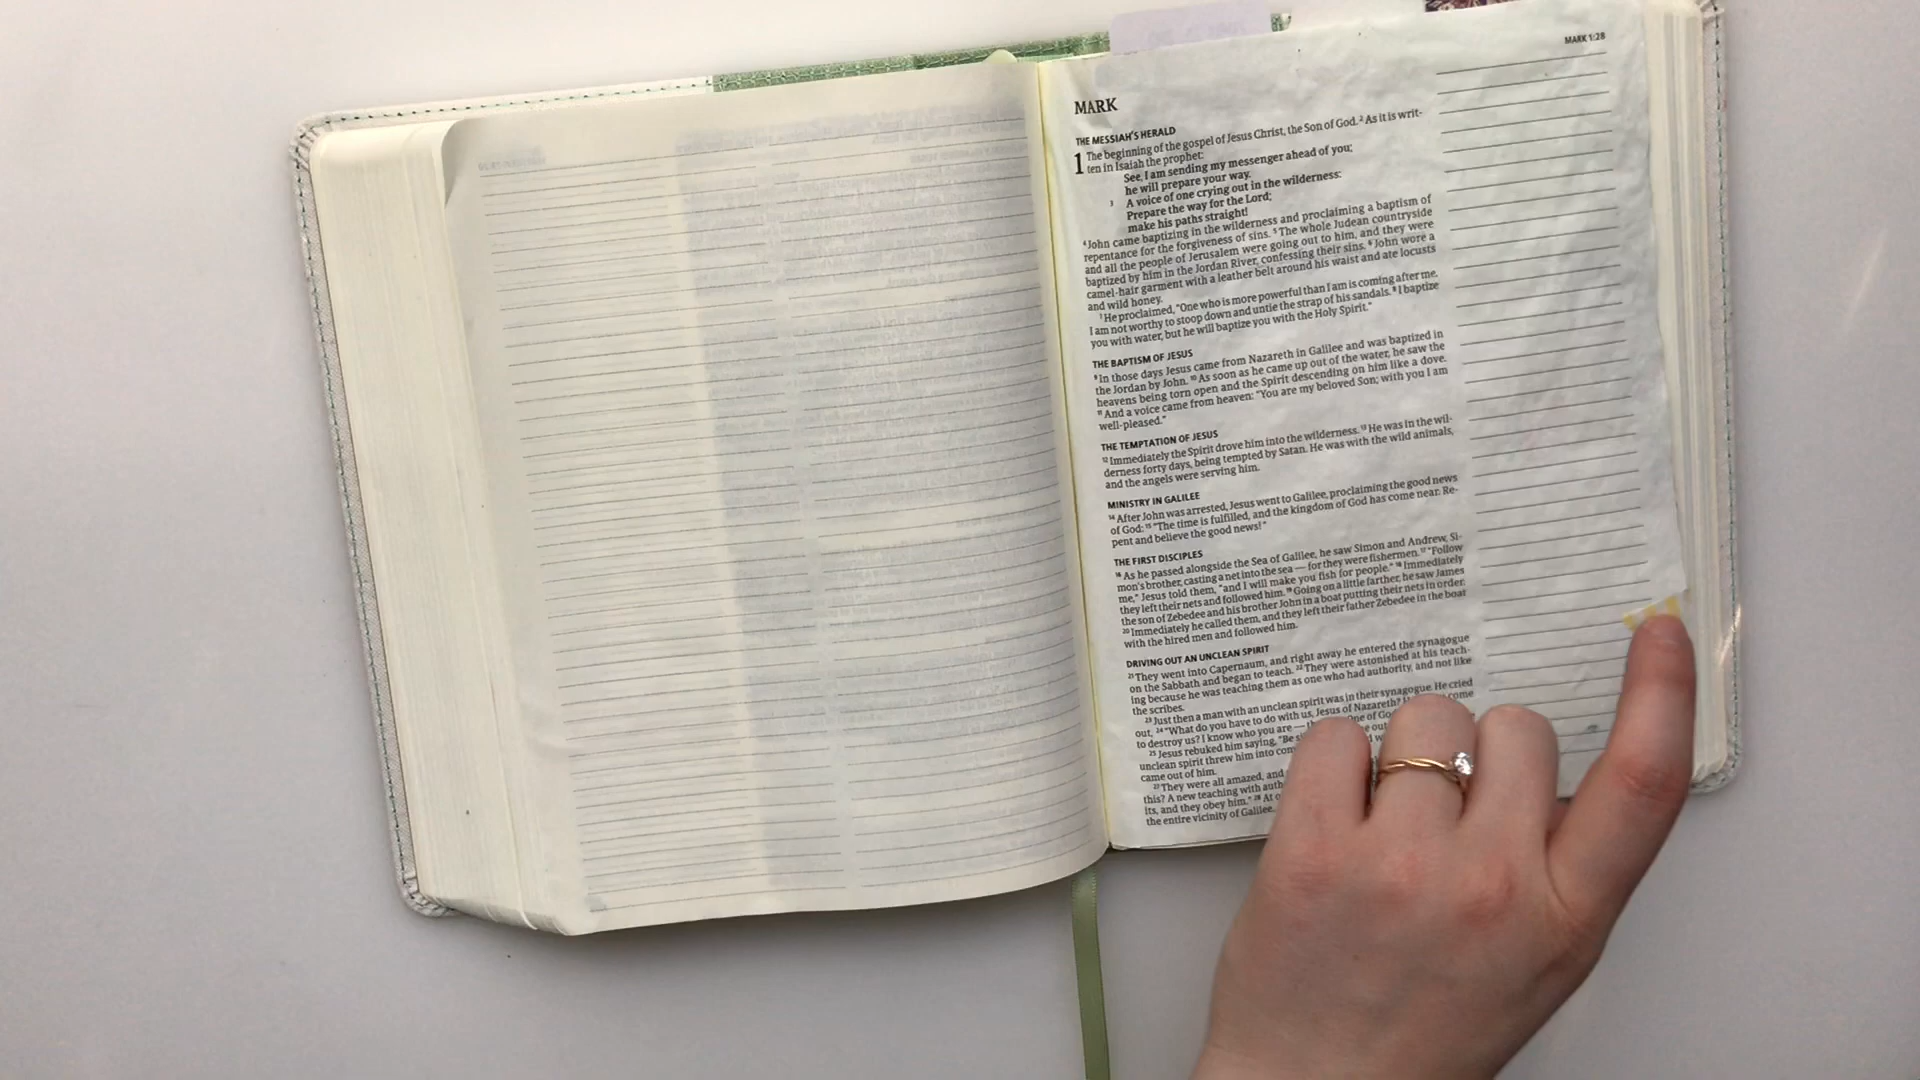 MARK 1:28
MARK
THE MESSIAH'S HERALD
1 The beginning of the gospel of Jesus Christ, the Son of God. 2 As it is writ-
ten in Isaiah the prophet:
See, I am sending my messenger ahead of you;
he will prepare your way.
3 A voice of one crying out in the wilderness:
Prepare the way for the Lord;
make his paths straight!
4 John came baptizing in the wilderness and proclaiming a baptism of
repentance for the forgiveness of sins. 5 The whole Judean countryside
and all the people of Jerusalem were going out to him, and they were
baptized by him in the Jordan River, confessing their sins. 6 John wore a
camel-hair garment with a leather belt around his waist and ate locusts
and wild honey.
7 He proclaimed, "One who is more powerful than I am is coming after me.
I am not worthy to stoop down and untie the strap of his sandals. 8 I baptize
you with water, but he will baptize you with the Holy Spirit."
THE BAPTISM OF JESUS
9 In those days Jesus came from Nazareth in Galilee and was baptized in
the Jordan by John. 10 As soon as he came up out of the water, he saw the
heavens being torn open and the Spirit descending on him like a dove.
11 And a voice came from heaven: "You are my beloved Son; with you I am
well-pleased."
THE TEMPTATION OF JESUS
12 Immediately the Spirit drove him into the wilderness. 13 He was in the wil-
derness forty days, being tempted by Satan. He was with the wild animals,
and the angels were serving him.
MINISTRY IN GALILEE
14 After John was arrested, Jesus went to Galilee, proclaiming the good news
of God: 15 "The time is fulfilled, and the kingdom of God has come near. Re-
pent and believe the good news!"
THE FIRST DISCIPLES
16 As he passed alongside the Sea of Galilee, he saw Simon and Andrew, Si-
mon's brother, casting a net into the sea — for they were fishermen. 17 "Follow
me," Jesus told them, "and I will make you fish for people." 18 Immediately
they left their nets and followed him. 19 Going on a little farther, he saw James
the son of Zebedee and his brother John in a boat putting their nets in order.
20 Immediately he called them, and they left their father Zebedee in the boat
with the hired men and followed him.
DRIVING OUT AN UNCLEAN SPIRIT
21 They went into Capernaum, and right away he entered the synagogue
on the Sabbath and began to teach. 22 They were astonished at his teach-
ing because he was teaching them as one who had authority, and not like
the scribes.
23 Just then a man with an unclean spirit was in their synagogue. He cried
out, 24 "What do you have to do with us, Jesus of Nazareth? come
to destroy us? I know who you are — One of
25 Jesus rebuked him saying, "Be out
unclean spirit threw him into
came out of him.
27 They were all amazed, and
this? A new teaching with
its, and they obey him." 28 At
the entire vicinity of Galilee.